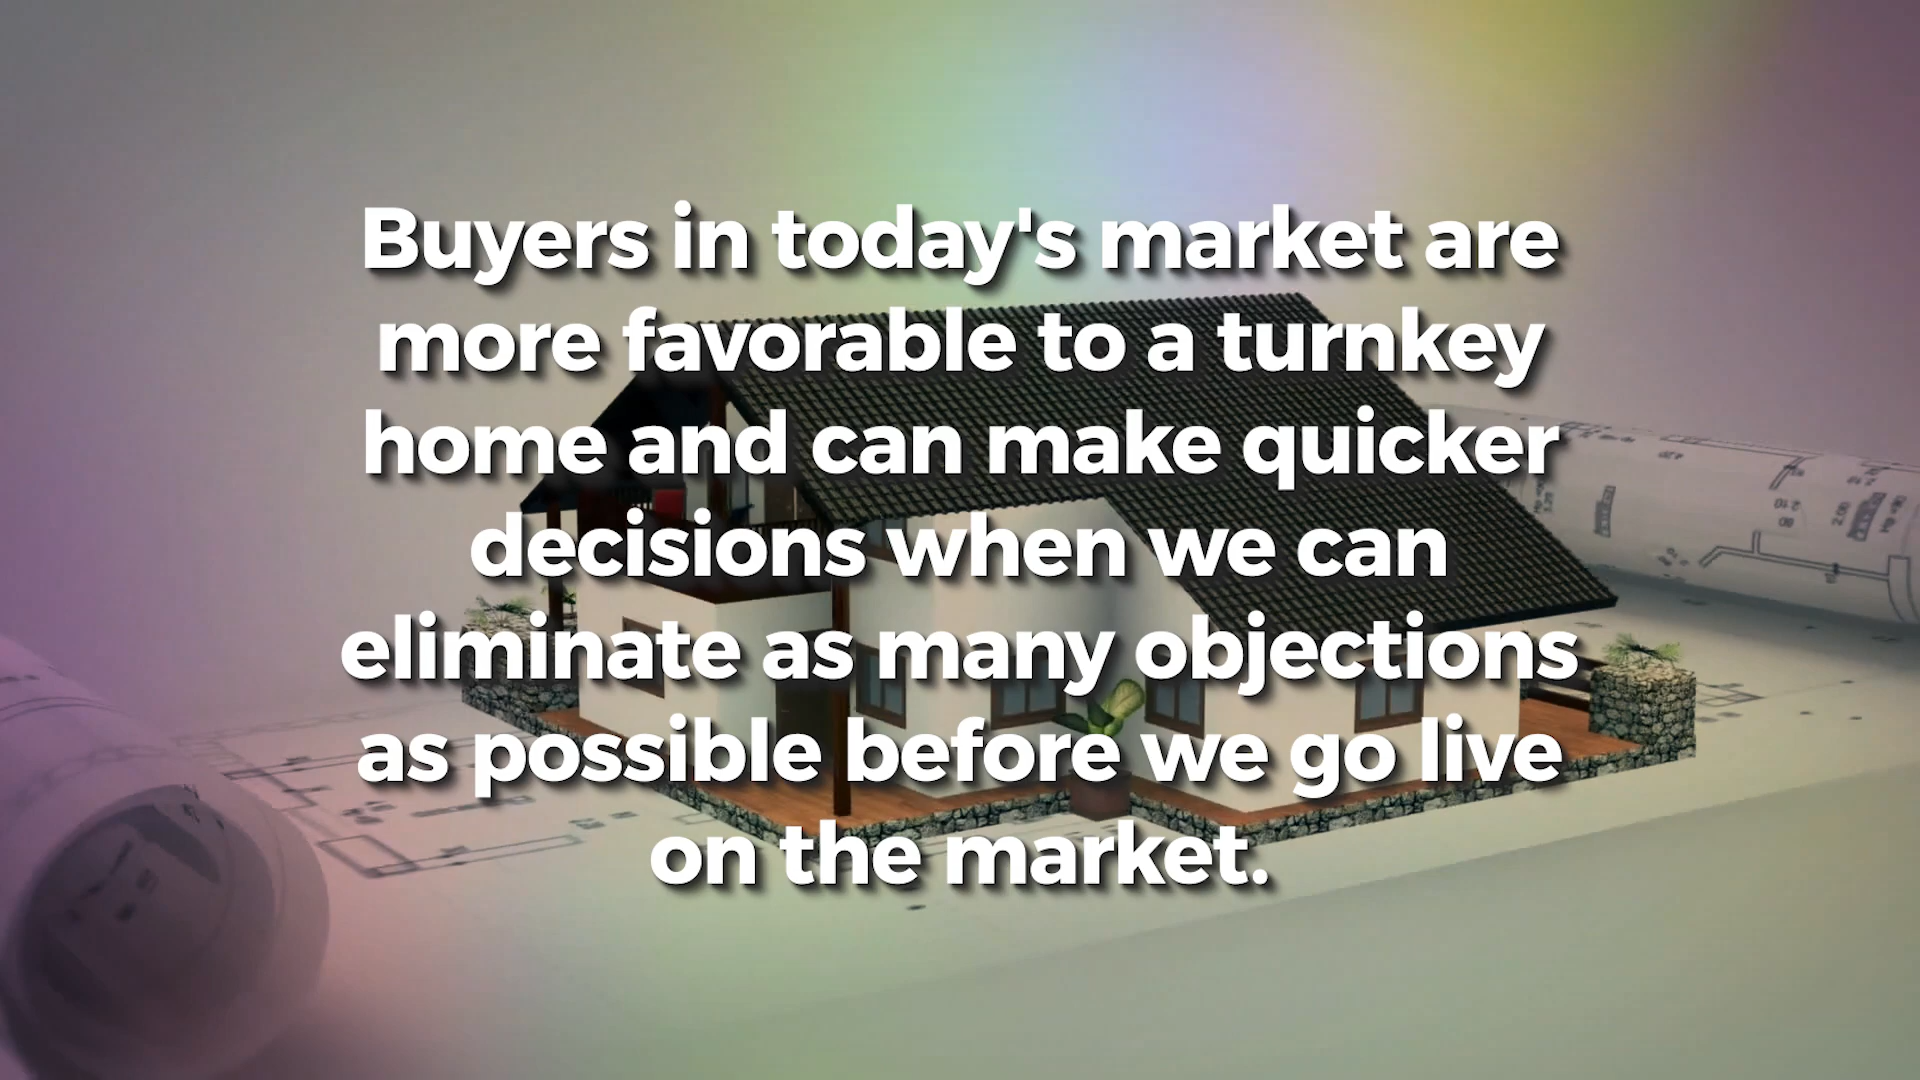 Buyers in today's market are
more favorable to a turnkey
home and can make quicker
decisions when we can
eliminate as many objections
as possible before we go live
on the market.